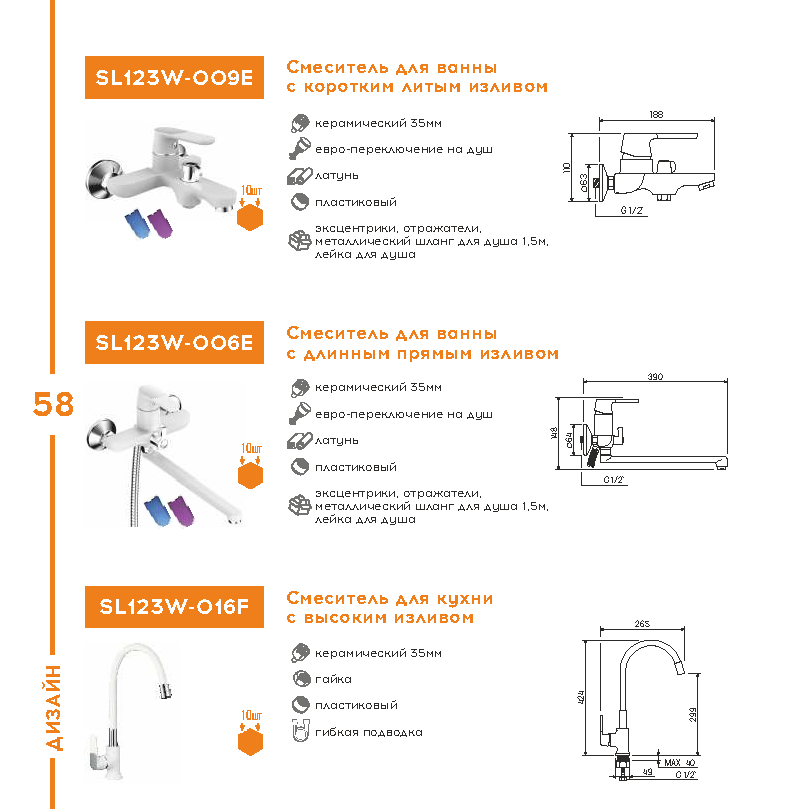 SL123W-009E
Смеситель для ванны
с коротким литым изливом
керамический 35мм
евро-переключение на душ
латунь
пластиковый
эксцентрики, отражатели,
металлический шланг для душа 1,5м,
лейка для душа
10шт
188
110
Ø63
G 1/2"
SL123W-006E
Смеситель для ванны
с длинным прямым изливом
керамический 35мм
евро-переключение на душ
латунь
пластиковый
эксцентрики, отражатели,
металлический шланг для душа 1,5м,
лейка для душа
10шт
390
148
Ø64
G 1/2"
58
SL123W-016F
Смеситель для кухни
с высоким изливом
керамический 35мм
гайка
пластиковый
гибкая подводка
10шт
265
424
299
MAX 40
49
G 1/2"
ДИЗАЙН